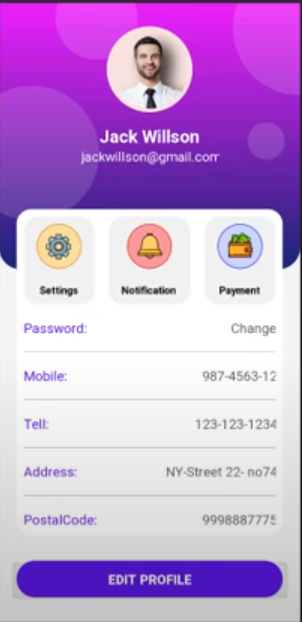 Jack Willson
jackwillson@gmail.com
Settings Notification Payment
Password: Change
Mobile: 987-4563-12
Tell: 123-123-1234
Address: NY-Street 22- no74
PostalCode: 9998887775
EDIT PROFILE